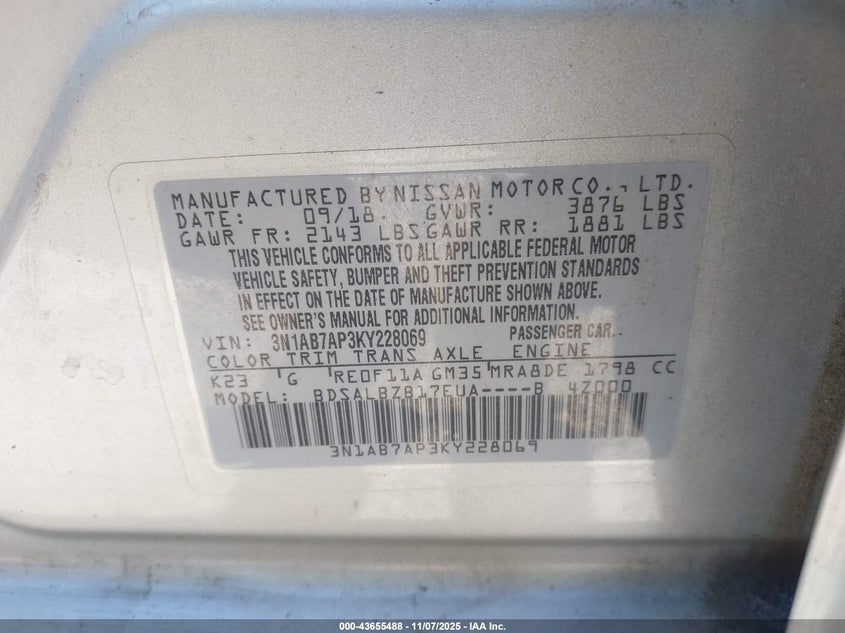 MANUFACTURED BY NISSAN MOTOR CO., LTD.
DATE: 09/18 GVWR: 3876 LBS
GAWR FR: 2143 LBS GAWR RR: 1881 LBS
THIS VEHICLE CONFORMS TO ALL APPLICABLE FEDERAL MOTOR
VEHICLE SAFETY, BUMPER AND THEFT PREVENTION STANDARDS
IN EFFECT ON THE DATE OF MANUFACTURE SHOWN ABOVE.
SEE OWNER'S MANUAL FOR ADDITIONAL INFORMATION.
VIN: 3N1AB7AP3KY228069 PASSENGER CAR
COLOR TRIM TRANS AXLE ENGINE
K23 G RE0F11A GM35 MRA8DE 1798 CC
MODEL: BDSALBZB17EUA----B 4Z000
3N1AB7AP3KY228069
000-43655488 - 11/07/2025 - IAA Inc.